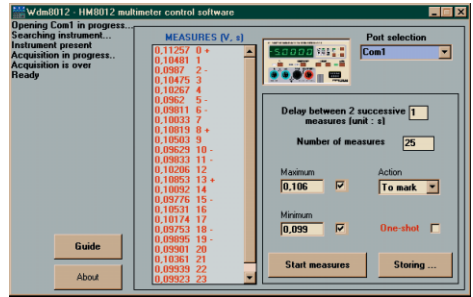 Wdm8012 - HM8012 multimeter control software
Opening Com1 in progress...
Searching instrument...
Instrument present
Acquisition in progress..
Acquisition is over
Ready
MEASURES (V, s)
0,11257 0 +
0,10481 1
0,0987 2 -
0,10475 3
0,10267 4
0,0962 5 -
0,09811 6 -
0,10033 7
0,10819 8 +
0,10503 9
0,09629 10 -
0,09833 11 -
0,10206 12
0,10853 13 +
0,10092 14
0,09776 15 -
0,10531 16
0,10174 17
0,09753 18 -
0,09895 19 -
0,09901 20
0,10361 21
0,09939 22
0,09923 23
Port selection
Com1
Delay between 2 successive
measures (unit : s)
1
Number of measures 25
Maximum
0,106
Action
To mark
Minimum
0,099
One-shot
Start measures
Storing ...
Guide
About